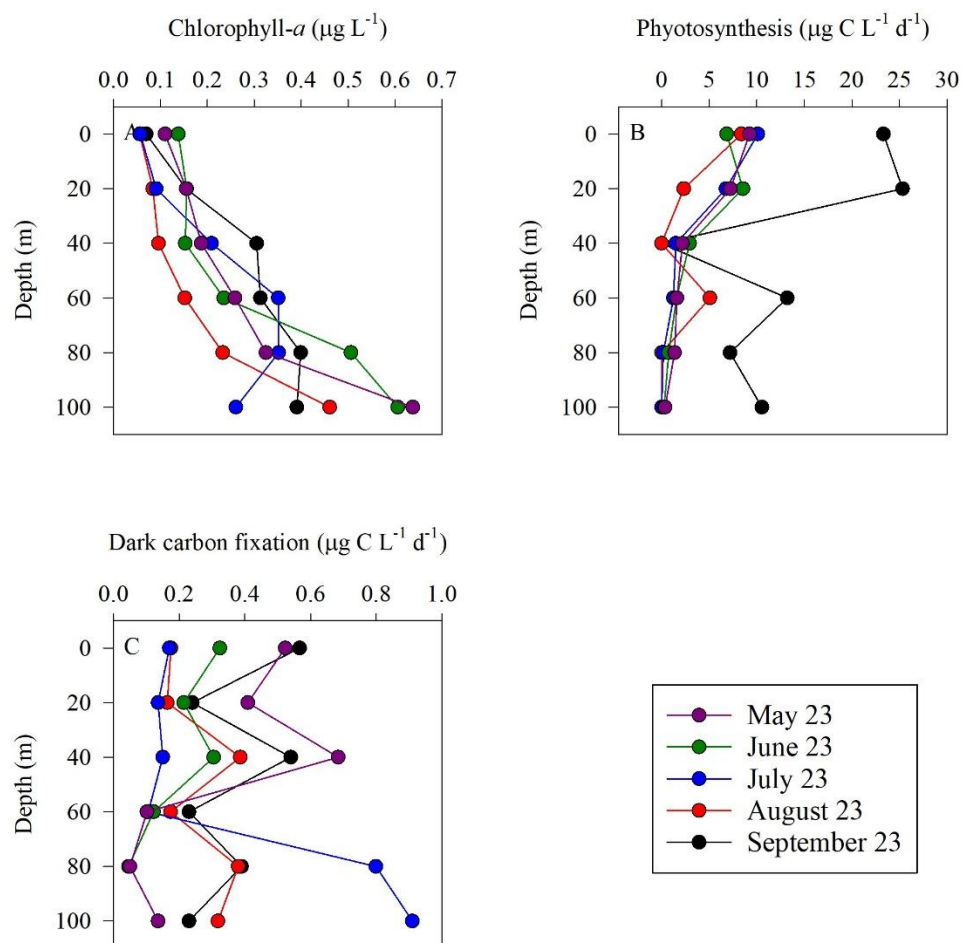 Chlorophyll-a (μg L⁻¹)
0.0 0.1 0.2 0.3 0.4 0.5 0.6 0.7
A
0
20
40
60
80
100
Depth (m)
Phyotosynthesis (μg C L⁻¹ d⁻¹)
0 5 10 15 20 25 30
B
0
20
40
60
80
100
Depth (m)
Dark carbon fixation (μg C L⁻¹ d⁻¹)
0.0 0.2 0.4 0.6 0.8 1.0
C
0
20
40
60
80
100
Depth (m)
May 23
June 23
July 23
August 23
September 23